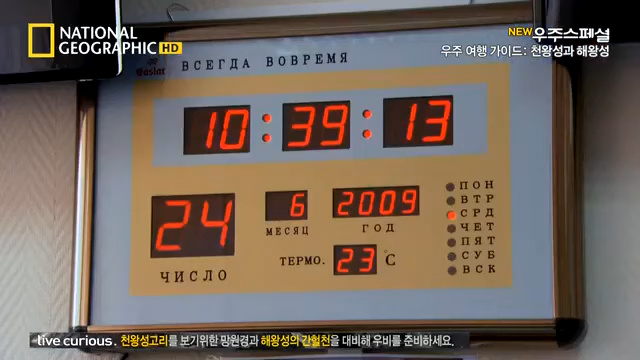 NATIONAL
GEOGRAPHIC HD
NEW 우주스페셜
우주 여행 가이드: 천왕성과 해왕성
ВСЕГДА ВОВРЕМЯ
10:39:13
24 6 2009
МЕСЯЦ ГОД
ЧИСЛО
ТЕРМО. 23 °C
ПОН
ВТР
СРД
ЧЕТ
ПЯТ
СУБ
ВСК
live curious. 천왕성고리를 보기위한 망원경과 해왕성의 간헐천을 대비해 우비를 준비하세요.